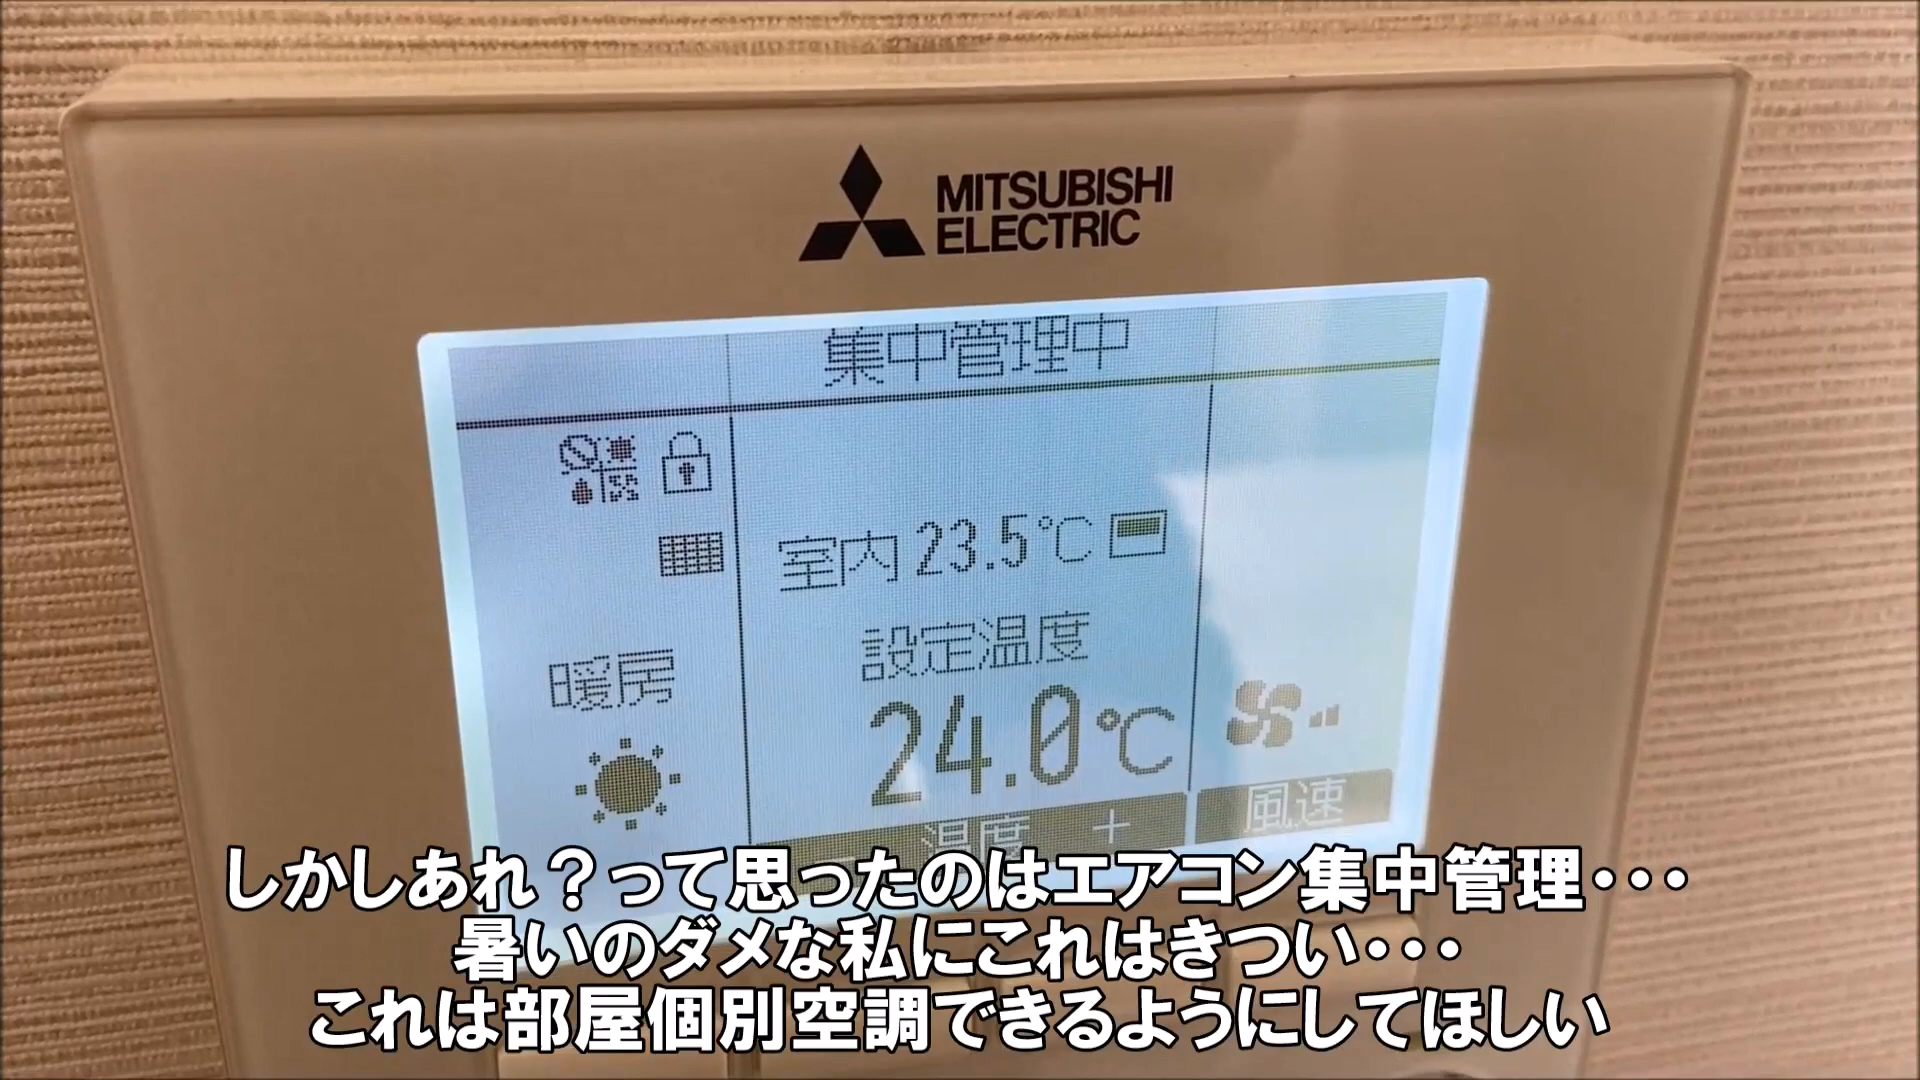 MITSUBISHI
ELECTRIC
集中管理中
室内 23.5℃
設定温度
暖房
24.0℃
温度 +
風速
しかしあれ？って思ったのはエアコン集中管理・・・
暑いのダメな私にこれはきつい・・・
これは部屋個別空調できるようにしてほしい